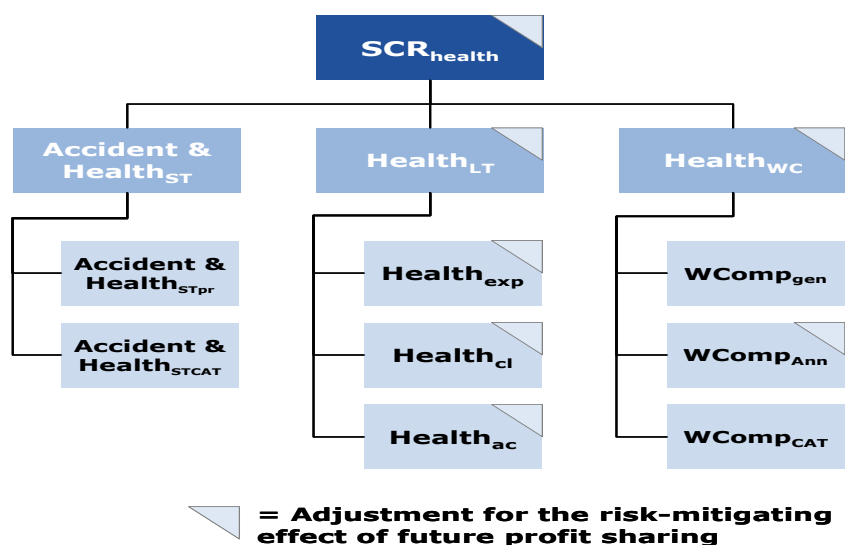 SCRhealth
Accident &
HealthST
HealthLT
HealthWC
Accident &
HealthSTpr
Healthexp
WCompgen
Accident &
HealthSTCAT
Healthcl
WCompAnn
Healthac
WCompCAT
= Adjustment for the risk-mitigating
effect of future profit sharing